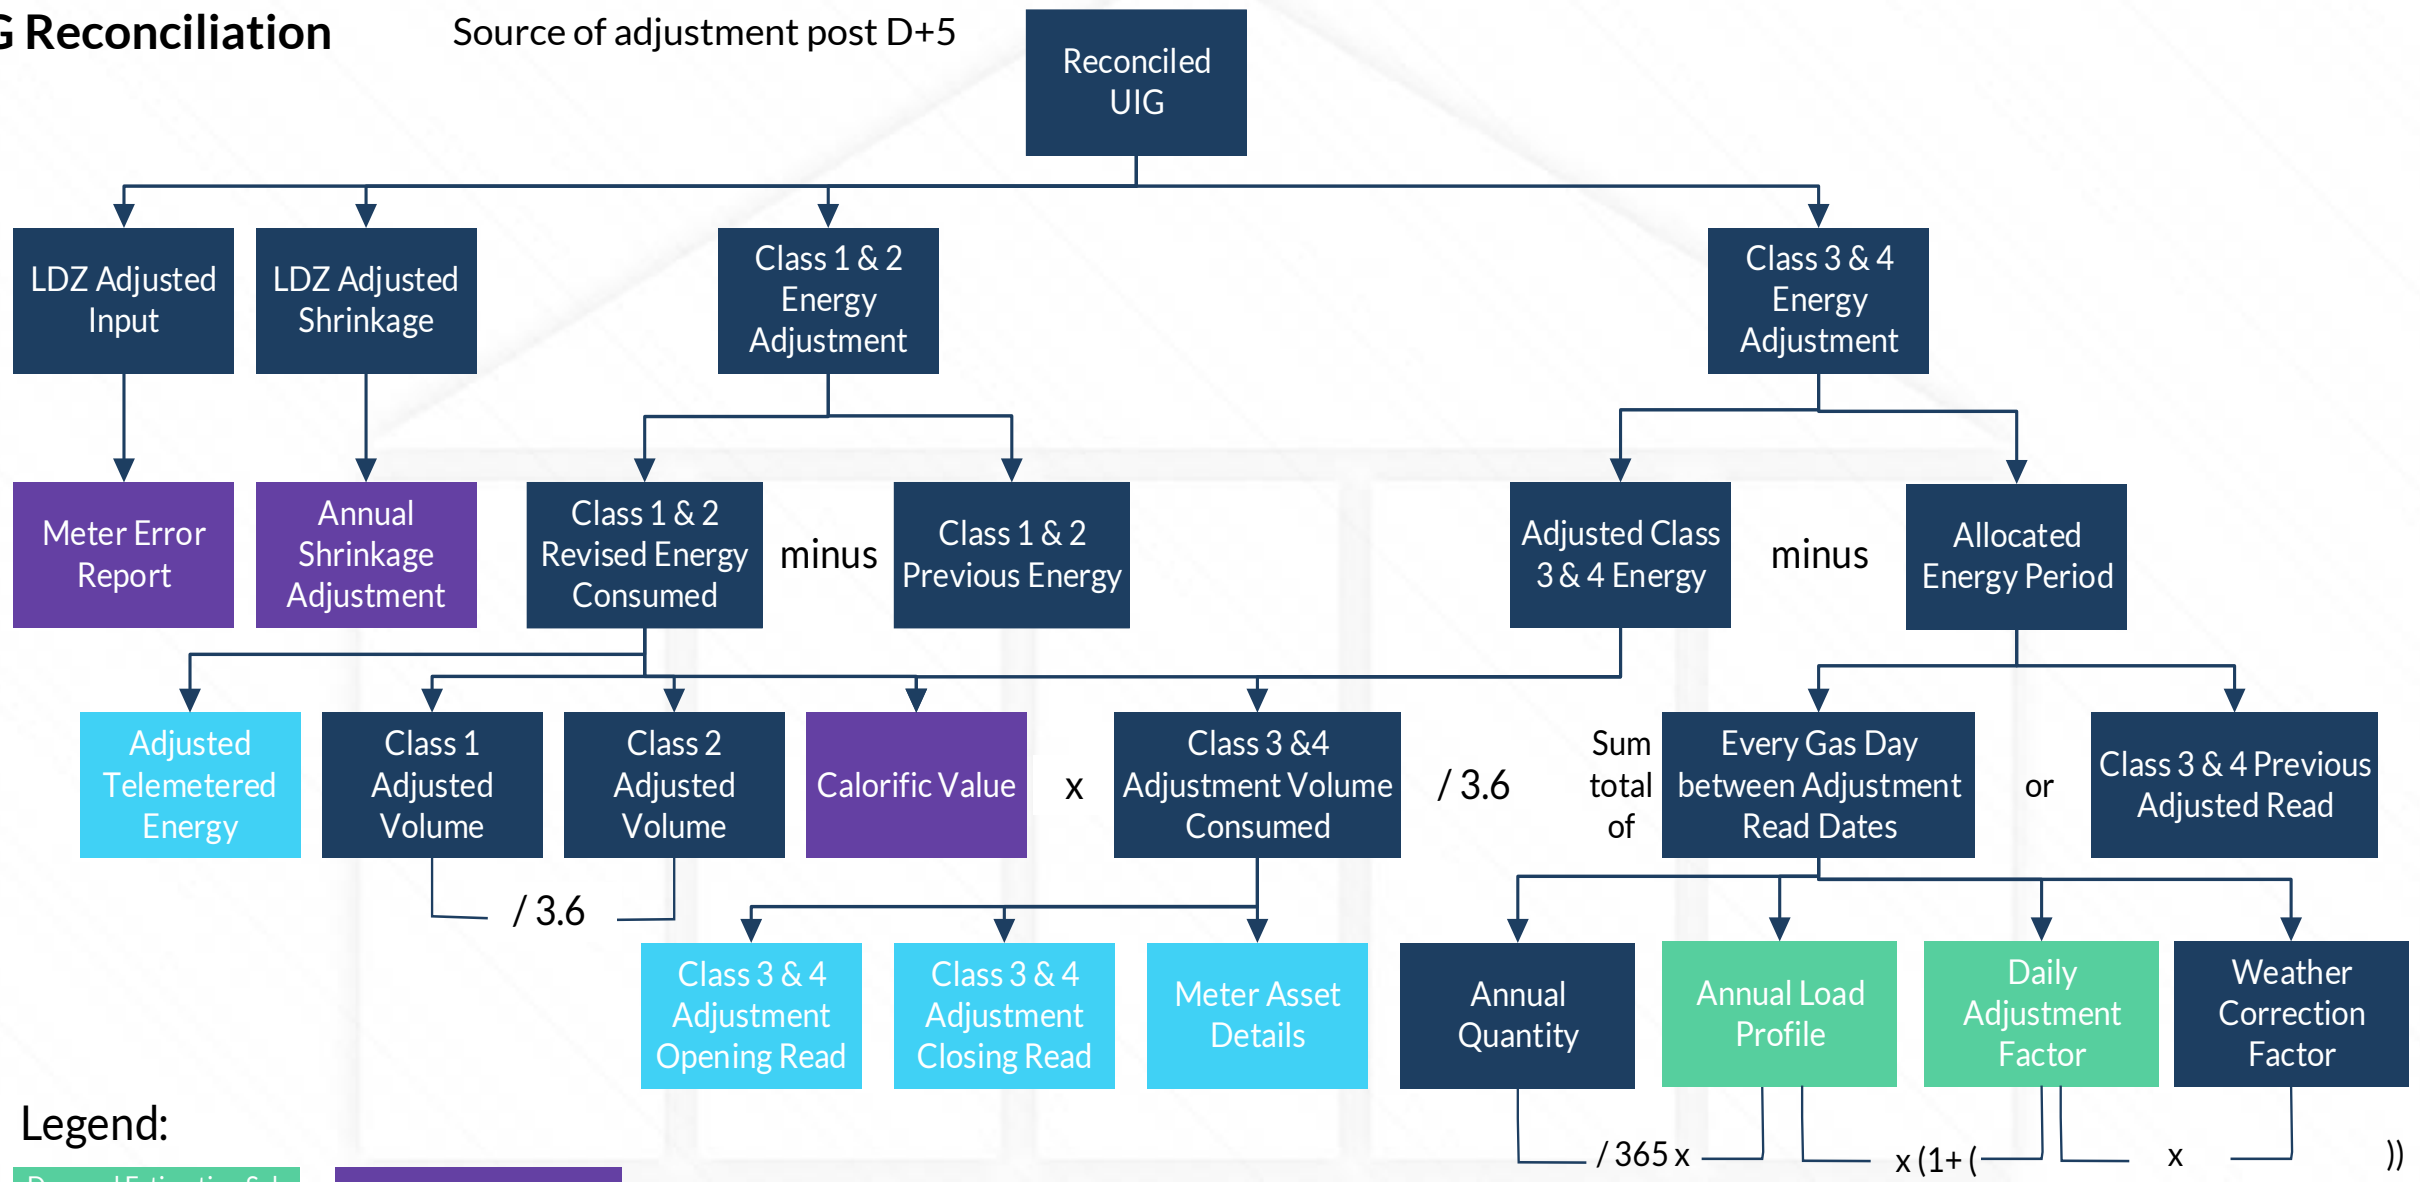 G Reconciliation
Source of adjustment post D+5
Reconciled
UIG
LDZ Adjusted
Input
LDZ Adjusted
Shrinkage
Class 1 & 2
Energy
Adjustment
Class 3 & 4
Energy
Adjustment
Meter Error
Report
Annual
Shrinkage
Adjustment
Class 1 & 2
Revised Energy
Consumed
minus
Class 1 & 2
Previous Energy
Adjusted Class
3 & 4 Energy
minus
Allocated
Energy Period
Adjusted
Telemetered
Energy
Class 1
Adjusted
Volume
Class 2
Adjusted
Volume
Calorific Value
x
Class 3 &4
Adjustment Volume
Consumed
/ 3.6
Sum
total
of
Every Gas Day
between Adjustment
Read Dates
or
Class 3 & 4 Previous
Adjusted Read
/ 3.6
Class 3 & 4
Adjustment
Opening Read
Class 3 & 4
Adjustment
Closing Read
Meter Asset
Details
Annual
Quantity
Annual Load
Profile
Daily
Adjustment
Factor
Weather
Correction
Factor
/ 365 x
x (1+ (
x
))
Legend: